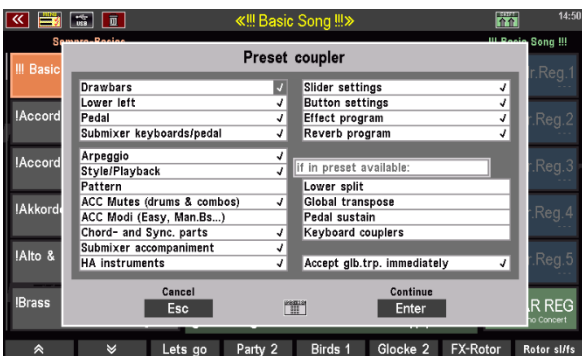 «!!! Basic Song !!!»
14:50
!!! Basic
Preset coupler
Drawbars ✓
Lower left ✓
Pedal ✓
Submixer keyboards/pedal ✓
Slider settings ✓
Button settings ✓
Effect program ✓
Reverb program ✓
Arpeggio ✓
Style/Playback ✓
Pattern
ACC Mutes (drums & combos) ✓
ACC Modi (Easy, Man.Bs...)
Chord- and Sync. parts ✓
Submixer accompaniment ✓
HA instruments ✓
if in preset available:
Lower split
Global transpose
Pedal sustain
Keyboard couplers
Accept glb.trp. immediately ✓
Cancel
Esc
Continue
Enter
!Accord
!Accord
!Akkord
!Alto &
!Brass
r.Reg.1
r.Reg.2
r.Reg.3
r.Reg.4
r.Reg.5
AR REG
no Concert
Lets go
Party 2
Birds 1
Glocke 2
FX-Rotor
Rotor sl/fs